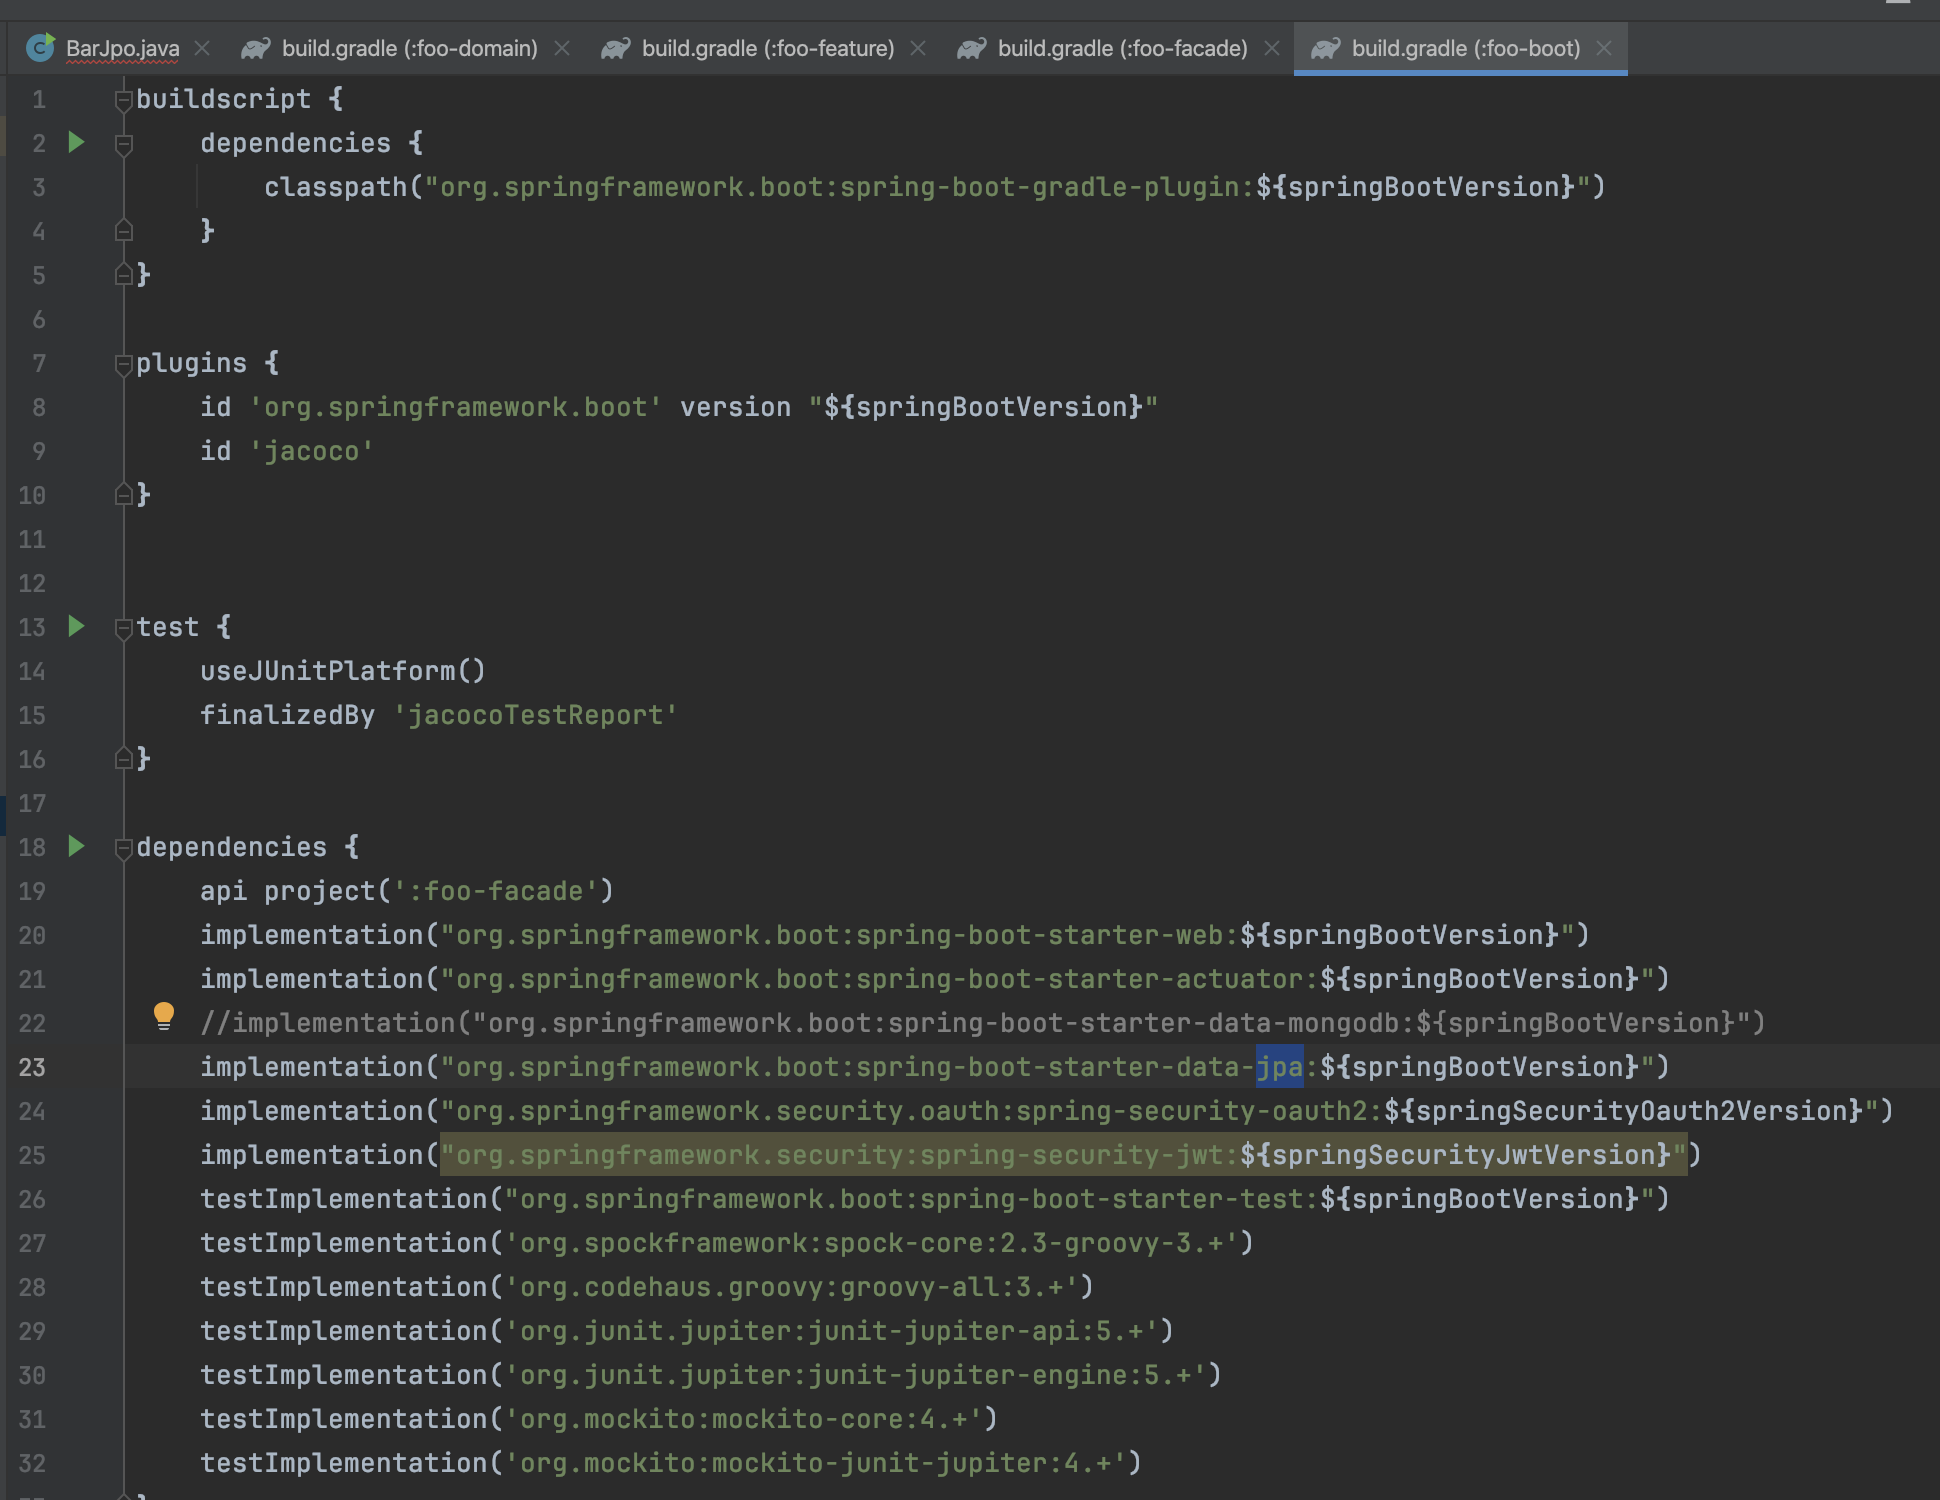 BarJpo.java build.gradle (:foo-domain) build.gradle (:foo-feature) build.gradle (:foo-facade) build.gradle (:foo-boot)
1 buildscript {
2 dependencies {
3 classpath("org.springframework.boot:spring-boot-gradle-plugin:${springBootVersion}")
4 }
5 }
6
7 plugins {
8 id 'org.springframework.boot' version "${springBootVersion}"
9 id 'jacoco'
10 }
11
12
13 test {
14 useJUnitPlatform()
15 finalizedBy 'jacocoTestReport'
16 }
17
18 dependencies {
19 api project(':foo-facade')
20 implementation("org.springframework.boot:spring-boot-starter-web:${springBootVersion}")
21 implementation("org.springframework.boot:spring-boot-starter-actuator:${springBootVersion}")
22 //implementation("org.springframework.boot:spring-boot-starter-data-mongodb:${springBootVersion}")
23 implementation("org.springframework.boot:spring-boot-starter-data-jpa:${springBootVersion}")
24 implementation("org.springframework.security.oauth:spring-security-oauth2:${springSecurityOauth2Version}")
25 implementation("org.springframework.security:spring-security-jwt:${springSecurityJwtVersion}")
26 testImplementation("org.springframework.boot:spring-boot-starter-test:${springBootVersion}")
27 testImplementation('org.spockframework:spock-core:2.3-groovy-3.+')
28 testImplementation('org.codehaus.groovy:groovy-all:3.+')
29 testImplementation('org.junit.jupiter:junit-jupiter-api:5.+')
30 testImplementation('org.junit.jupiter:junit-jupiter-engine:5.+')
31 testImplementation('org.mockito:mockito-core:4.+')
32 testImplementation('org.mockito:mockito-junit-jupiter:4.+')